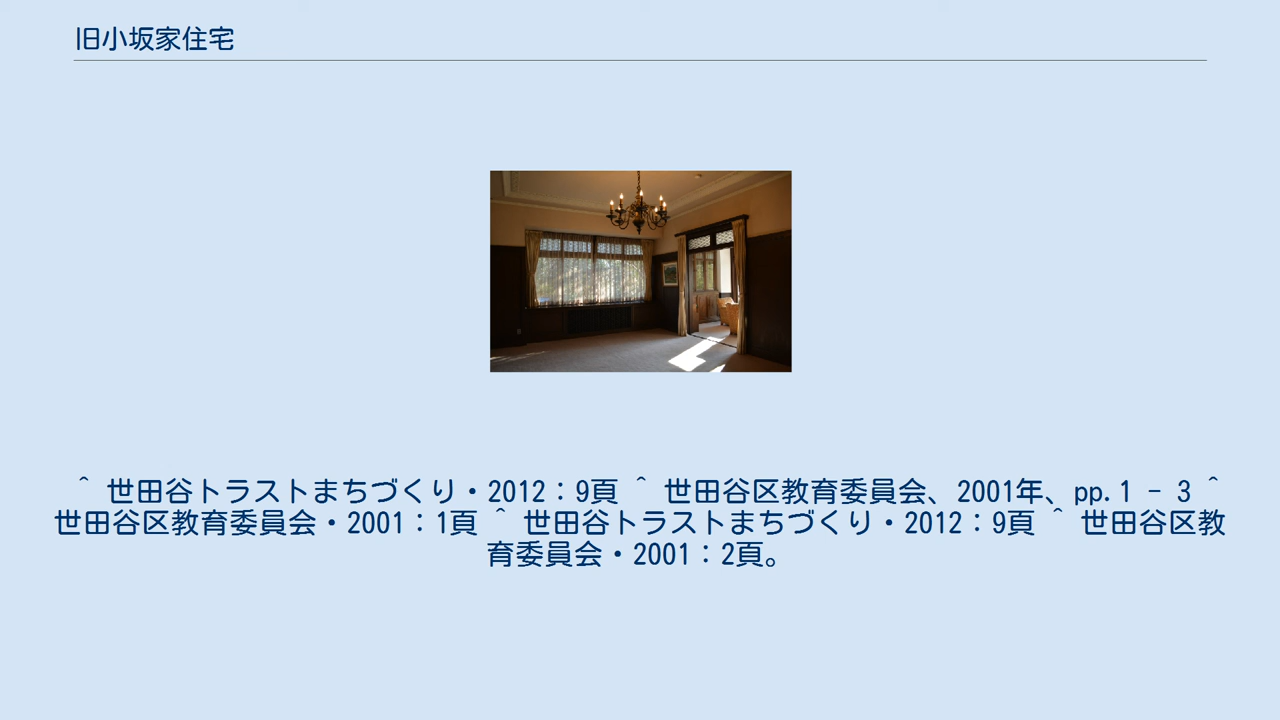 旧小坂家住宅
＾ 世田谷トラストまちづくり・2012：9頁 ＾ 世田谷区教育委員会、2001年、pp.1 - 3 ＾
世田谷区教育委員会・2001：1頁 ＾ 世田谷トラストまちづくり・2012：9頁 ＾ 世田谷区教
育委員会・2001：2頁。